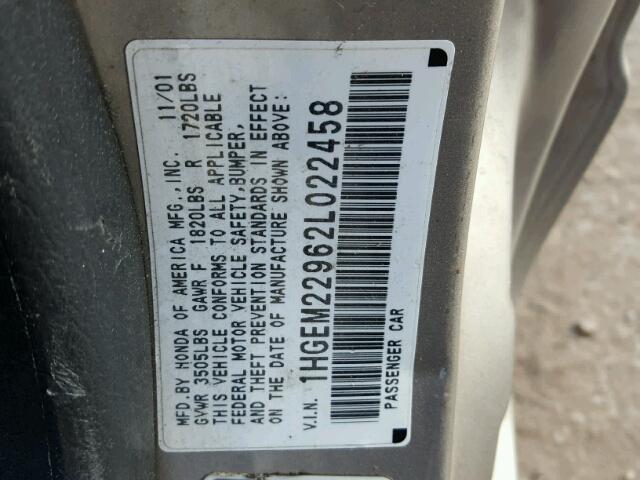 MFD.BY HONDA OF AMERICA MFG.,INC. 11/01
GVWR 3505LBS GAWR F 1820LBS R 1720LBS
THIS VEHICLE CONFORMS TO ALL APPLICABLE
FEDERAL MOTOR VEHICLE SAFETY,BUMPER,
AND THEFT PREVENTION STANDARDS IN EFFECT
ON THE DATE OF MANUFACTURE SHOWN ABOVE:
V.I.N. 1HGEM22962L022458
PASSENGER CAR